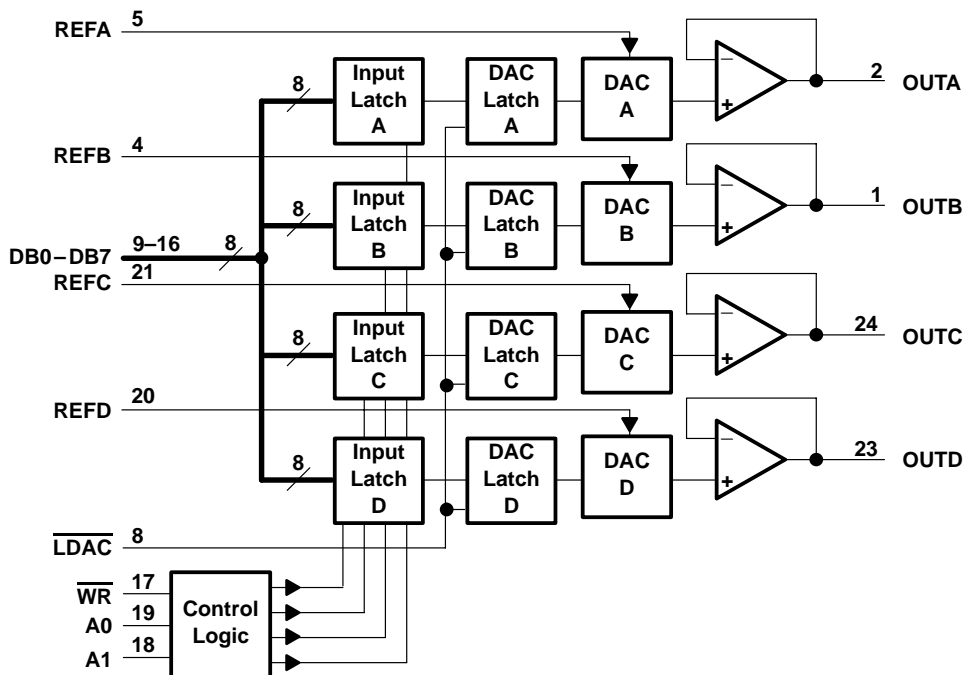 REFA 5
8 Input Latch A
DAC Latch A
DAC A
− +
2 OUTA
REFB 4
8 Input Latch B
DAC Latch B
DAC B
− +
1 OUTB
DB0–DB7 9–16 8
REFC 21
8 Input Latch C
DAC Latch C
DAC C
− +
24 OUTC
REFD 20
8 Input Latch D
DAC Latch D
DAC D
− +
23 OUTD
LDAC 8
WR 17
A0 19
A1 18
Control Logic